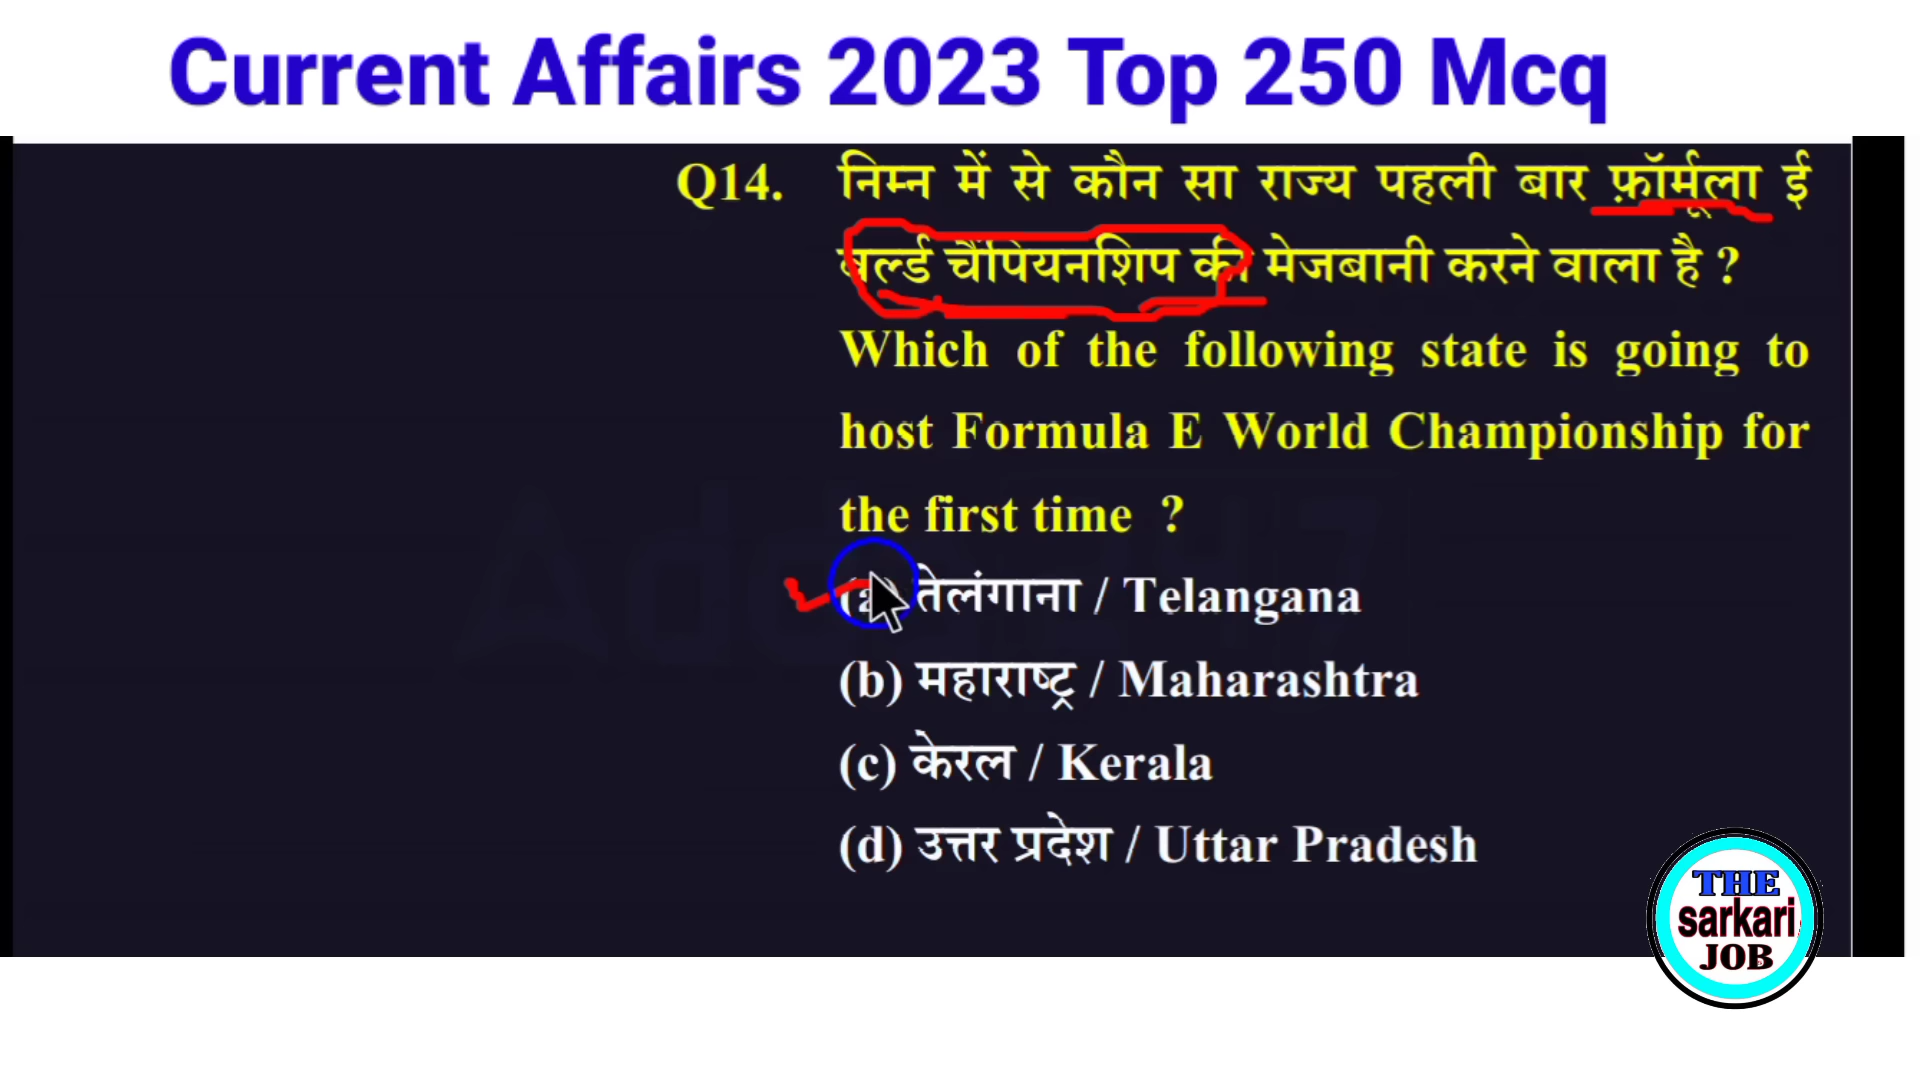 Current Affairs 2023 Top 250 Mcq
Q14. निम्न में से कौन सा राज्य पहली बार फ़ॉर्मूला ई
वर्ल्ड चैंपियनशिप की मेजबानी करने वाला है ?
Which of the following state is going to
host Formula E World Championship for
the first time ?
(a) तेलंगाना / Telangana
(b) महाराष्ट्र / Maharashtra
(c) केरल / Kerala
(d) उत्तर प्रदेश / Uttar Pradesh
THE
sarkari
JOB